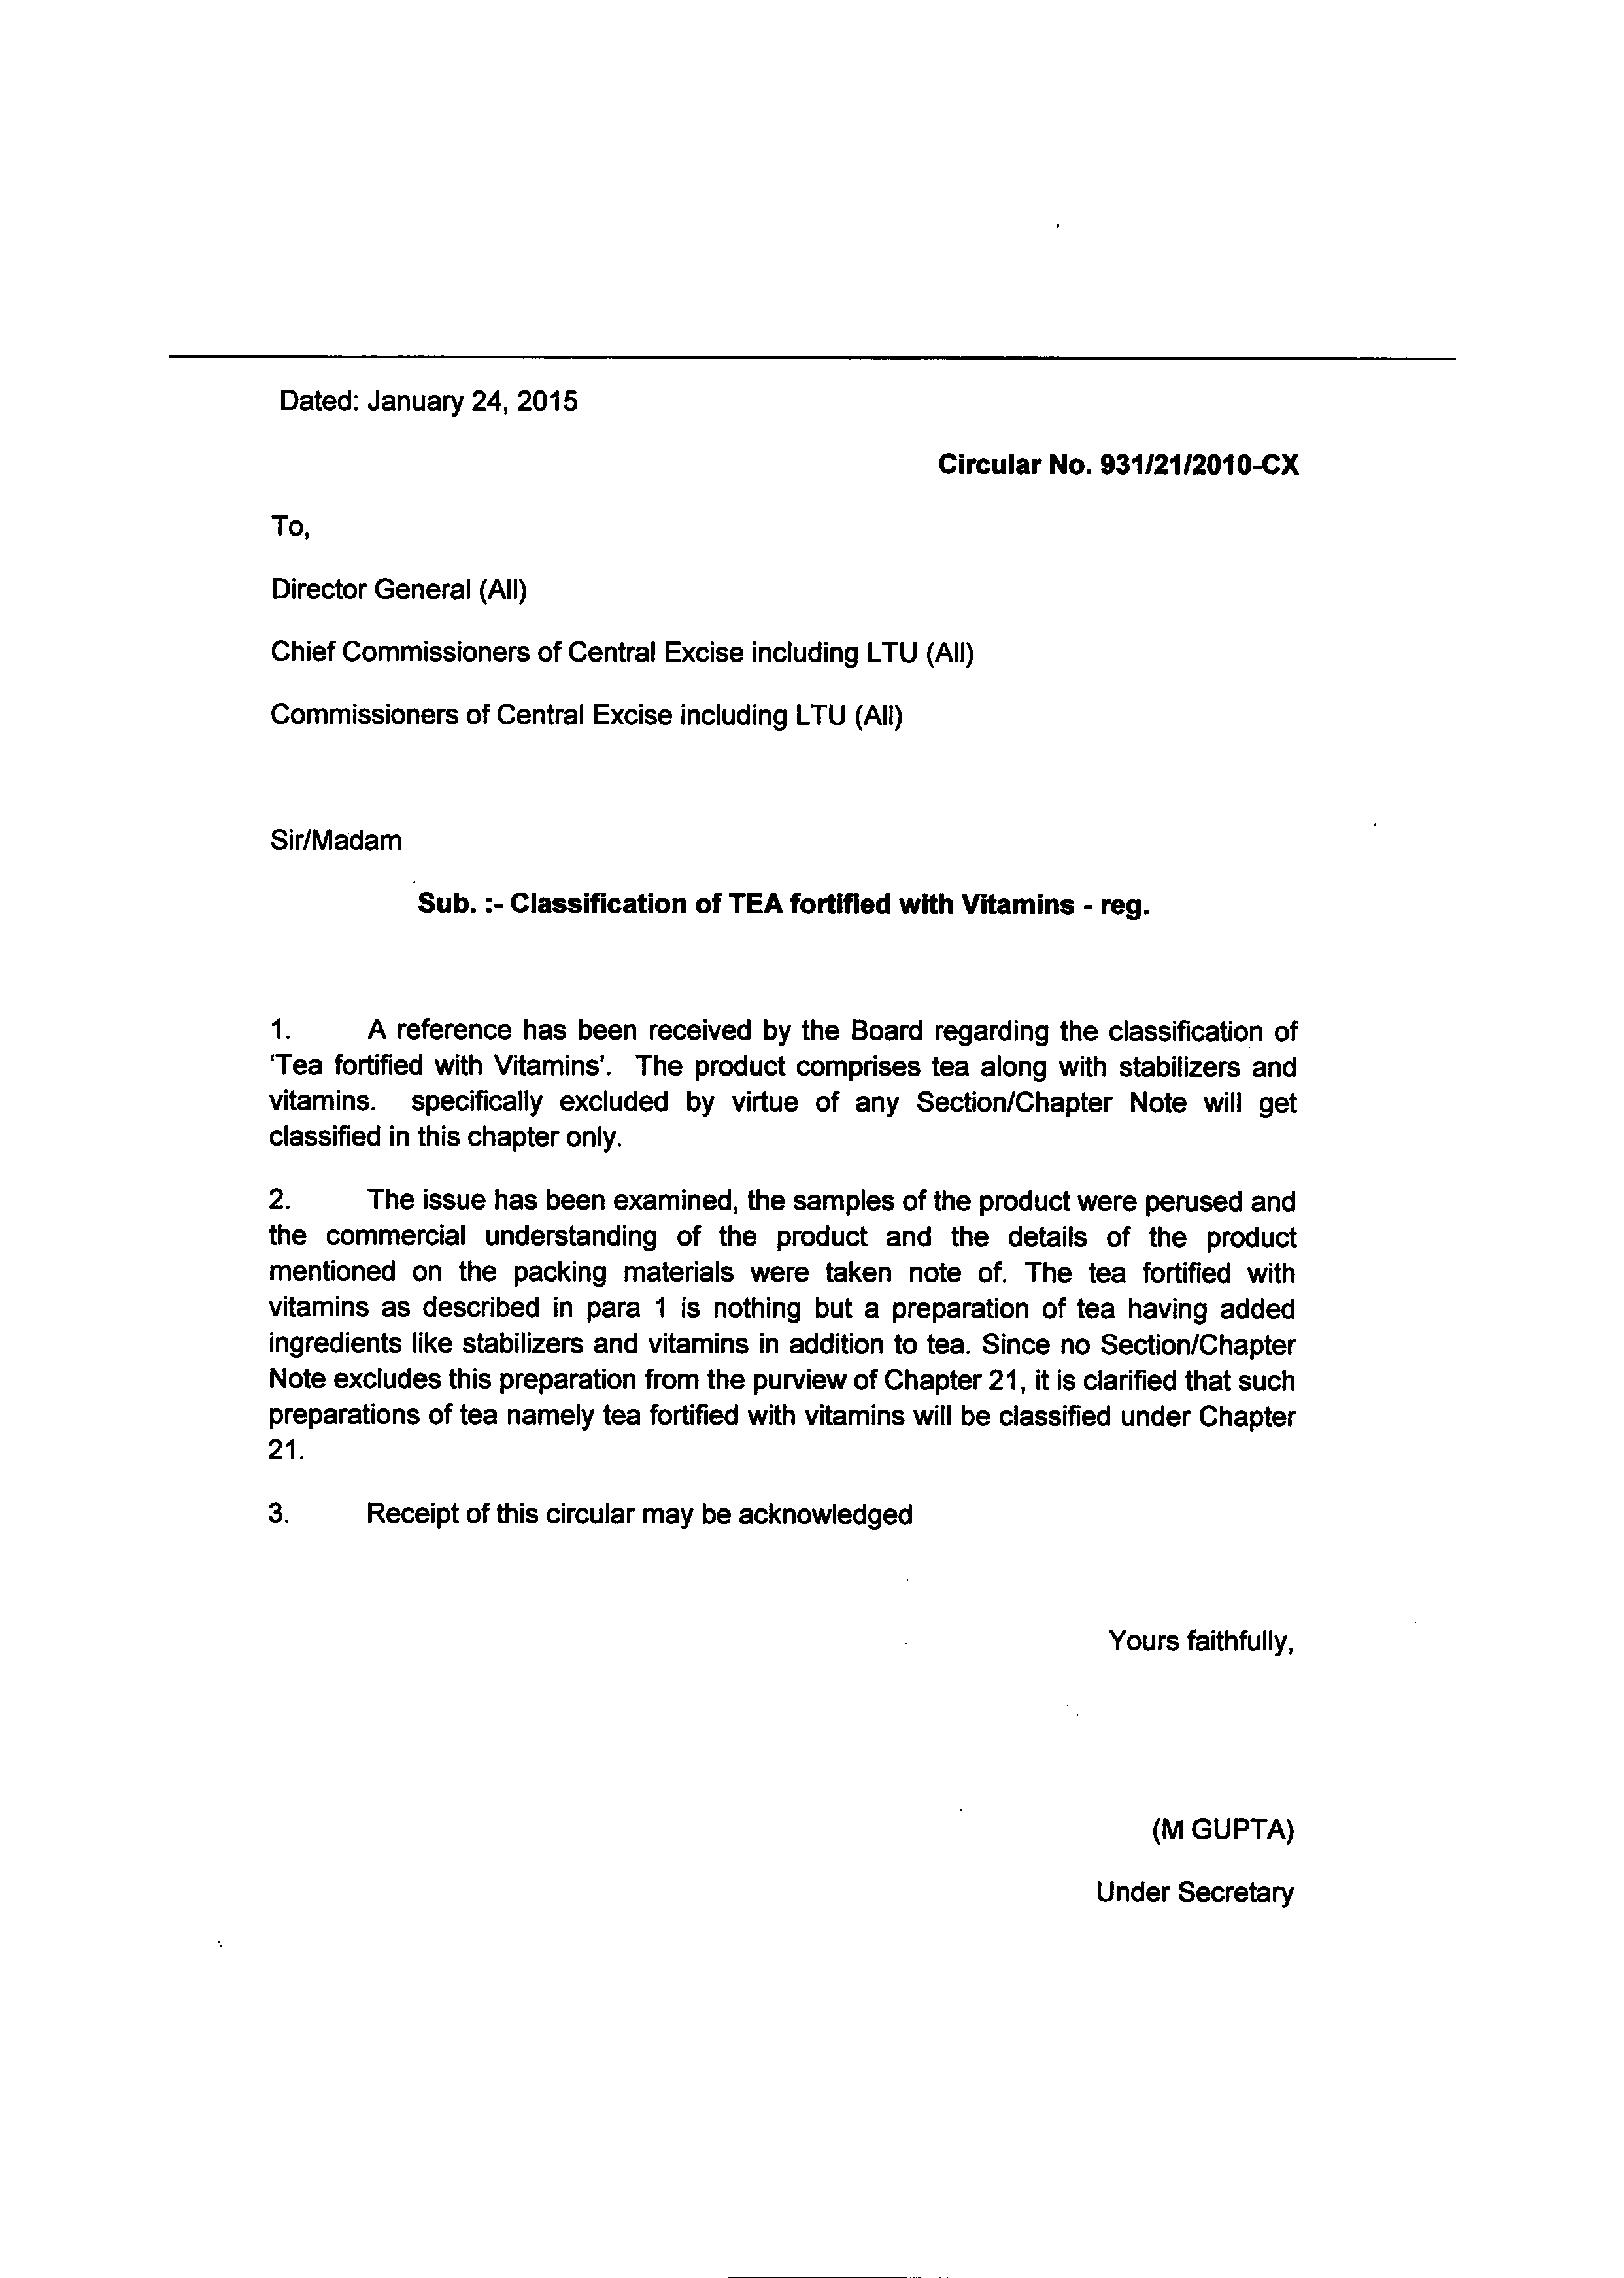 Dated: January 24, 2015
Circular No. 931/21/2010-CX
To,
Director General (All)
Chief Commissioners of Central Excise including LTU (All)
Commissioners of Central Excise including LTU (All)
Sir/Madam
Sub. :- Classification of TEA fortified with Vitamins - reg.
1. A reference has been received by the Board regarding the classification of
‘Tea fortified with Vitamins’. The product comprises tea along with stabilizers and
vitamins. specifically excluded by virtue of any Section/Chapter Note will get
classified in this chapter only.
2. The issue has been examined, the samples of the product were perused and
the commercial understanding of the product and the details of the product
mentioned on the packing materials were taken note of. The tea fortified with
vitamins as described in para 1 is nothing but a preparation of tea having added
ingredients like stabilizers and vitamins in addition to tea. Since no Section/Chapter
Note excludes this preparation from the purview of Chapter 21, it is clarified that such
preparations of tea namely tea fortified with vitamins will be classified under Chapter
21.
3. Receipt of this circular may be acknowledged
Yours faithfully,
(M GUPTA)
Under Secretary